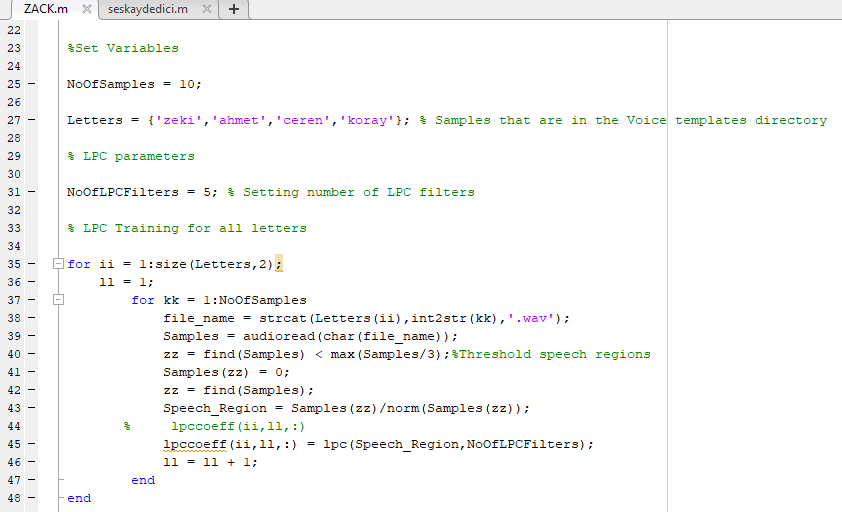 ZACK.m × seskaydedici.m × +
22
23 %Set Variables
24
25 – NoOfSamples = 10;
26
27 – Letters = {'zeki','ahmet','ceren','koray'}; % Samples that are in the Voice templates directory
28
29 % LPC parameters
30
31 – NoOfLPCFilters = 5; % Setting number of LPC filters
32
33 % LPC Training for all letters
34
35 – for ii = 1:size(Letters,2);
36 – ll = 1;
37 – for kk = 1:NoOfSamples
38 – file_name = strcat(Letters(ii),int2str(kk),'.wav');
39 – Samples = audioread(char(file_name));
40 – zz = find(Samples) < max(Samples/3);%Threshold speech regions
41 – Samples(zz) = 0;
42 – zz = find(Samples);
43 – Speech_Region = Samples(zz)/norm(Samples(zz));
44 % lpccoeff(ii,ll,:)
45 – lpccoeff(ii,ll,:) = lpc(Speech_Region,NoOfLPCFilters);
46 – ll = ll + 1;
47 – end
48 – end